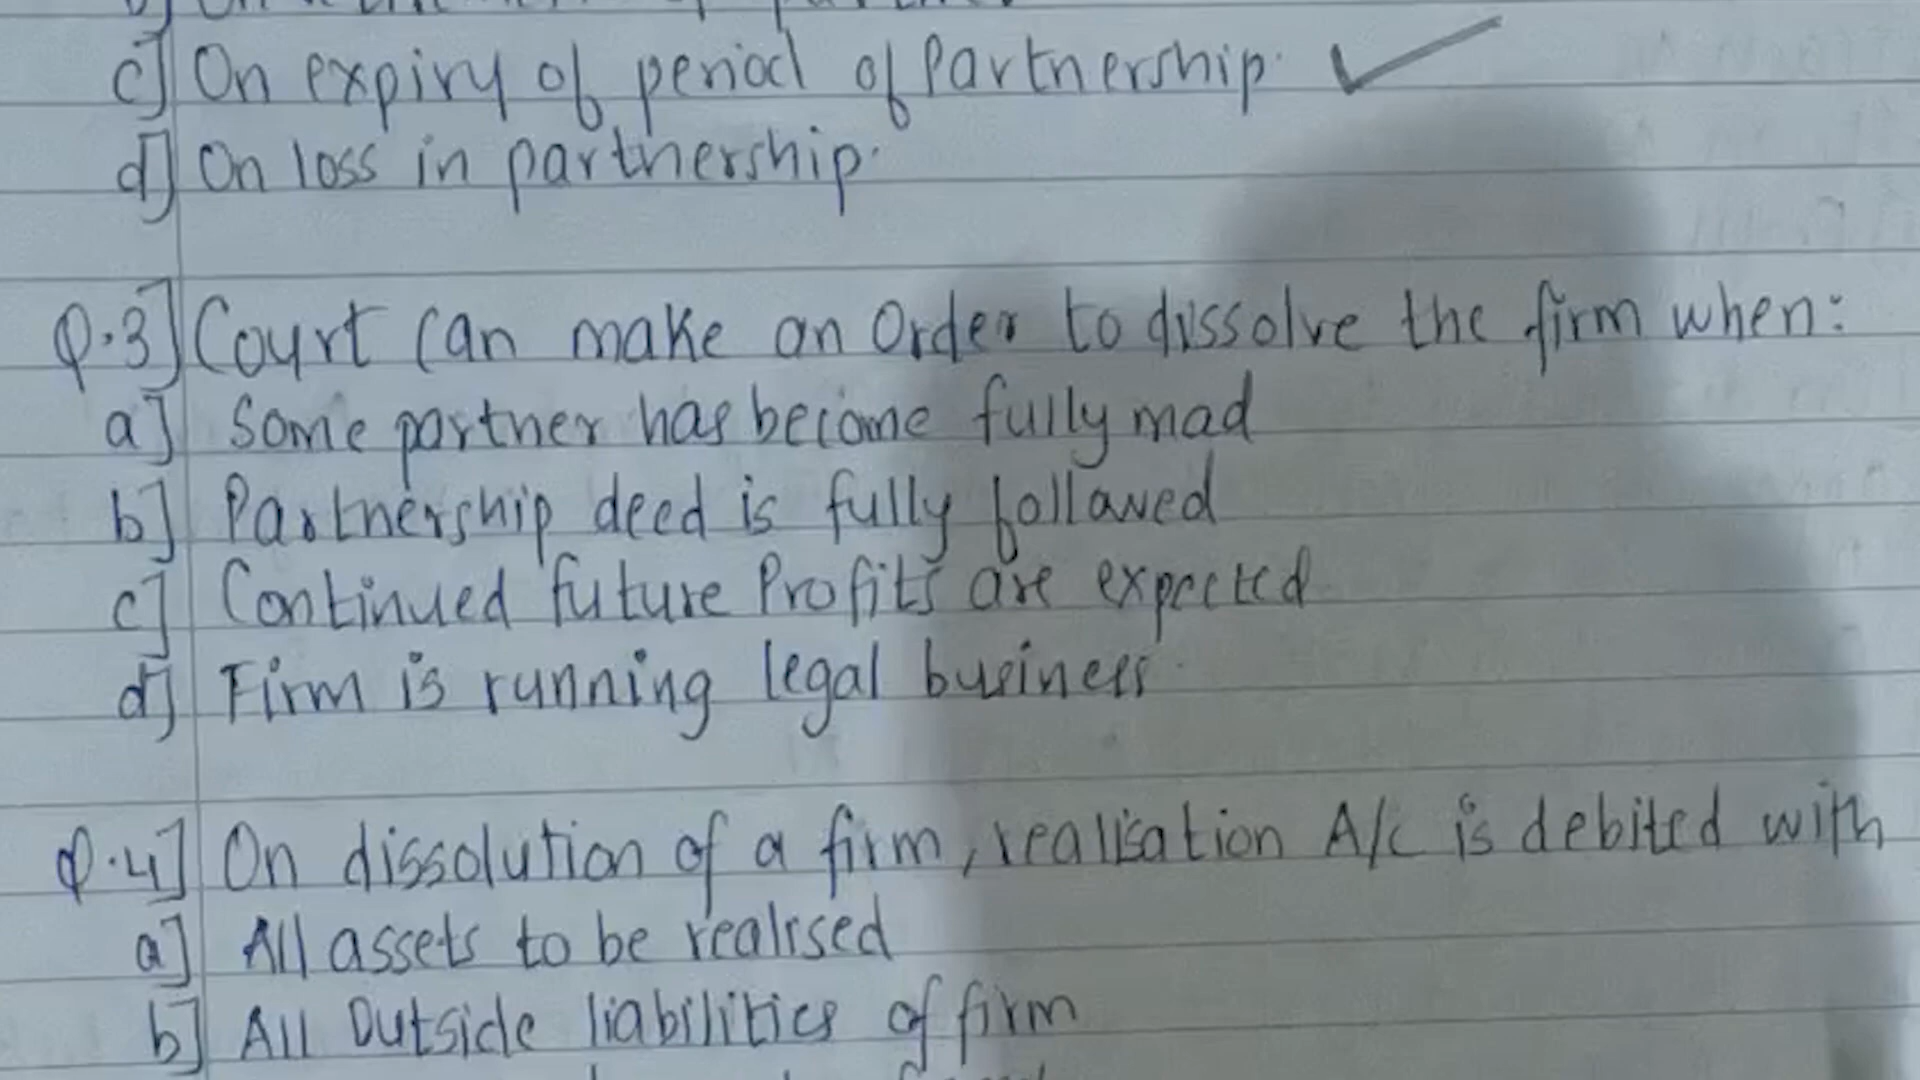 c] On expiry of period of Partnership.
d] On loss in partnership.
Q.3] Court can make an Order to dissolve the firm when:
a] Some partner has become fully mad
b] Partnership deed is fully followed
c] Continued future Profits are expected
d] Firm is running legal business
Q.4] On dissolution of a firm, realisation A/c is debited with
a] All assets to be realised
b] All Outside liabilities of firm